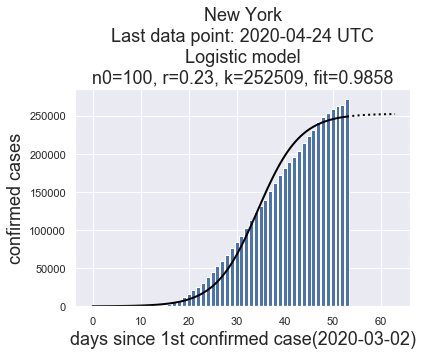 New York
Last data point: 2020-04-24 UTC
Logistic model
n0=100, r=0.23, k=252509, fit=0.9858
confirmed cases
250000
200000
150000
100000
50000
0
0 10 20 30 40 50 60
days since 1st confirmed case(2020-03-02)